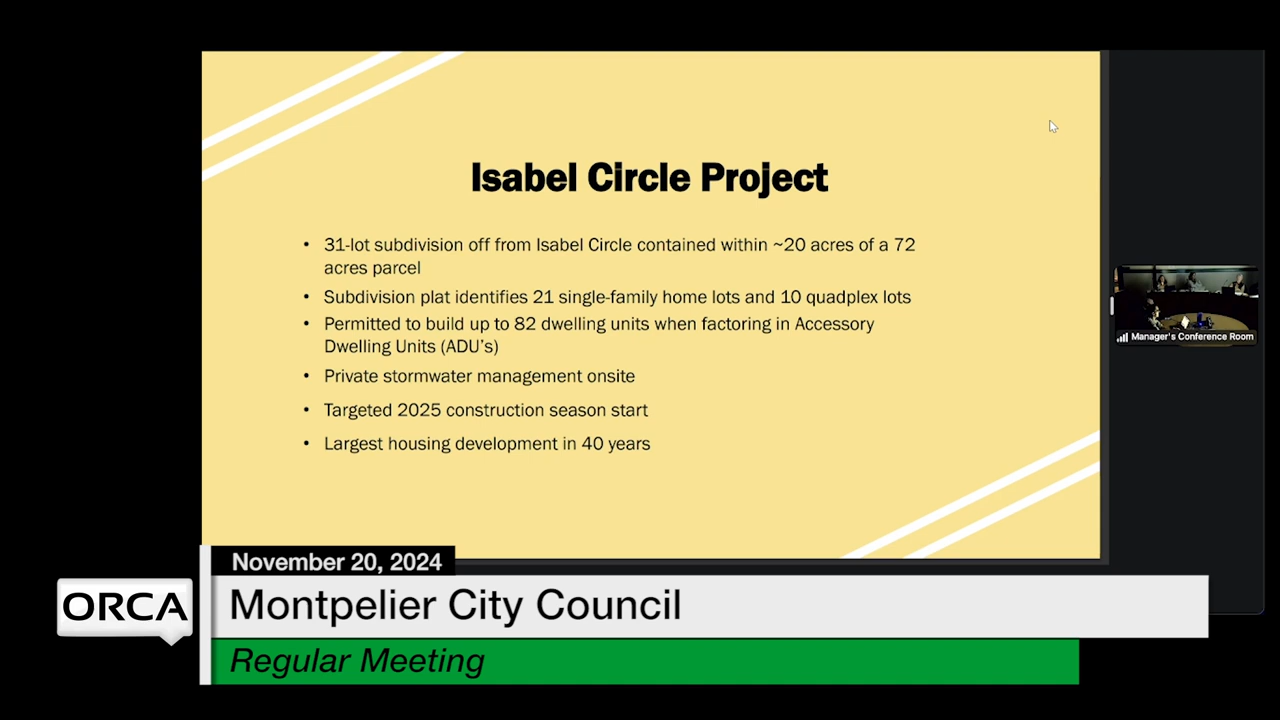 Isabel Circle Project
• 31-lot subdivision off from Isabel Circle contained within ~20 acres of a 72
acres parcel
• Subdivision plat identifies 21 single-family home lots and 10 quadplex lots
• Permitted to build up to 82 dwelling units when factoring in Accessory
Dwelling Units (ADU's)
• Private stormwater management onsite
• Targeted 2025 construction season start
• Largest housing development in 40 years
Manager's Conference Room
November 20, 2024
ORCA
Montpelier City Council
Regular Meeting